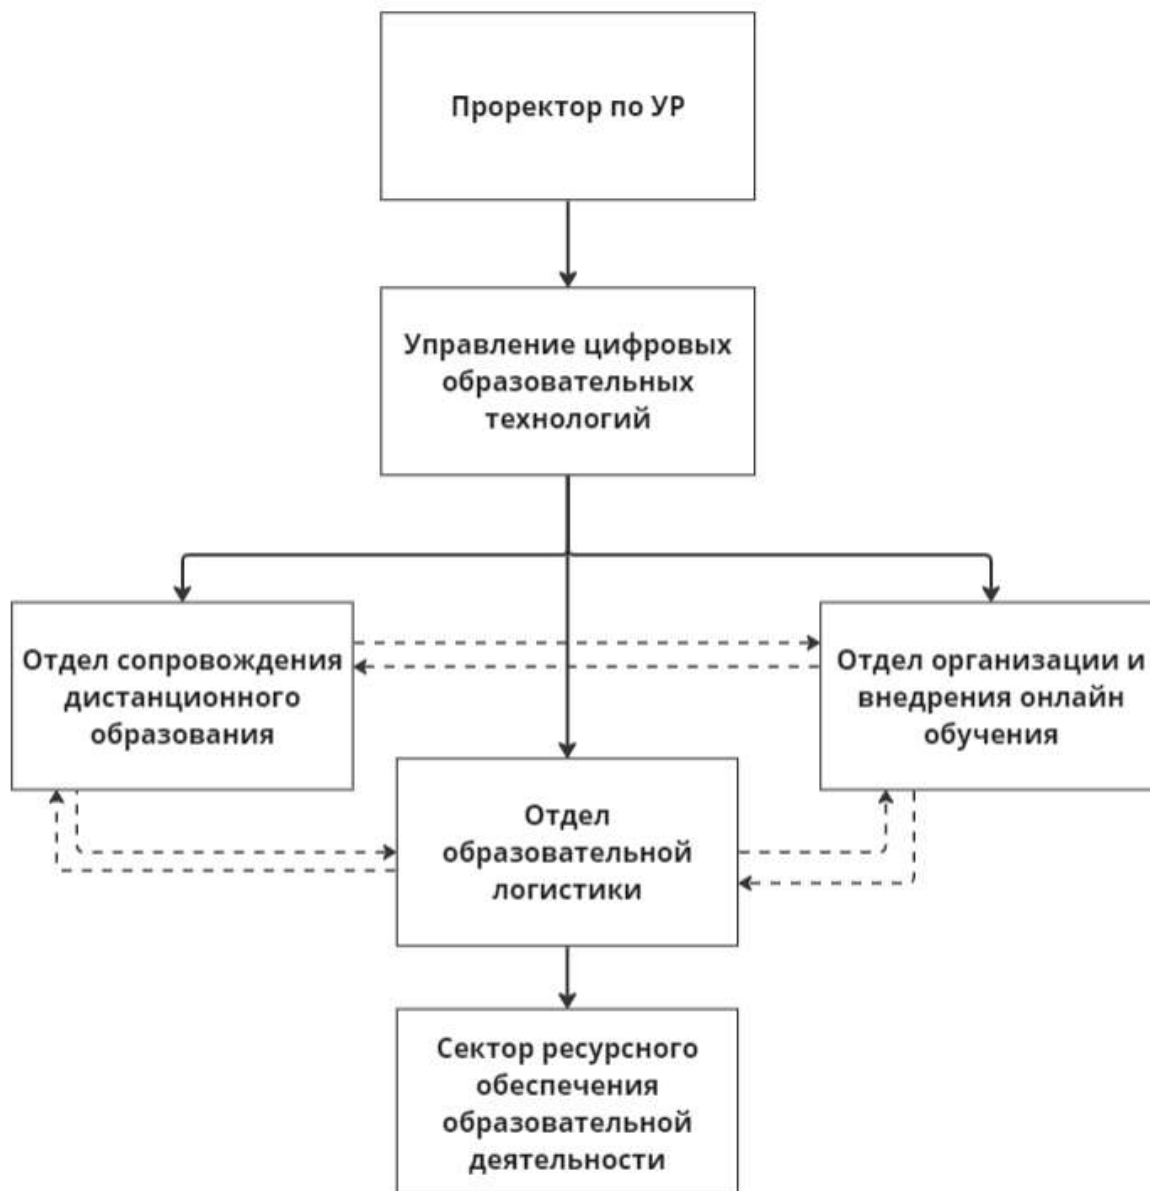 Проректор по УР
Управление цифровых
образовательных
технологий
Отдел сопровождения
дистанционного
образования
Отдел организации и
внедрения онлайн
обучения
Отдел
образовательной
логистики
Сектор ресурсного
обеспечения
образовательной
деятельности